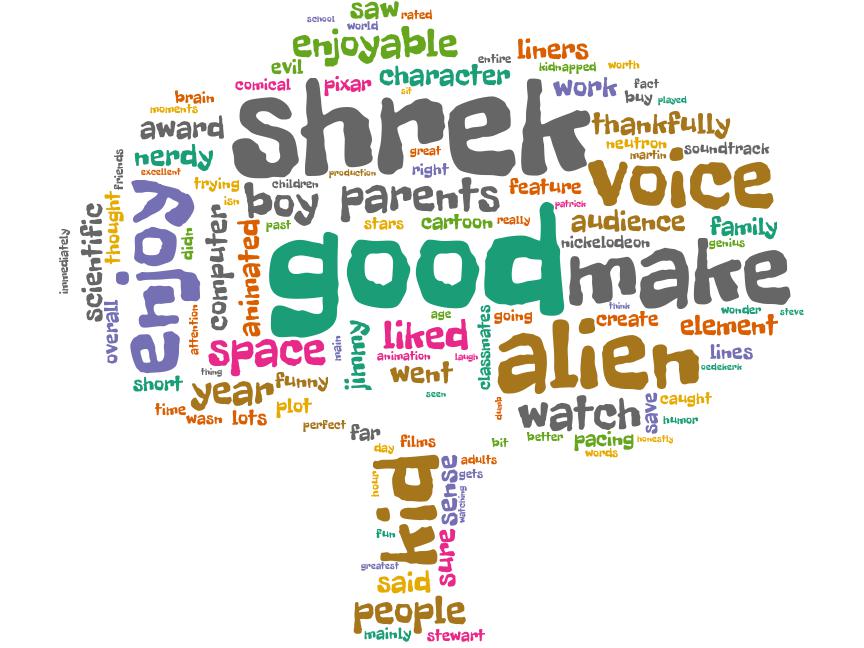 saw rated
school world
enjoyable liners
evil entire
kidnapped worth
comical pixar character work fact
sit
brain buy played
moments
shrek
award thankfully
neutron
nerdy great martin soundtrack
excellent production right voice
friends trying children feature
isn boy parents patrick
enjoy thought past stars cartoon really audience family
scientific didn computer animated good nickelodeon genius
immediately make
overall attention age going think wonder steve
space main jimmy liked classmates create element
animation laugh alien lines
oedekerk
short thing year funny went
seen
time wasn lots plot dumb watch save caught
humor
perfect far bit better pacing honestly
day films words
hour kid sense adults
gets
watching
fun
greatest sure
said
people
mainly stewart